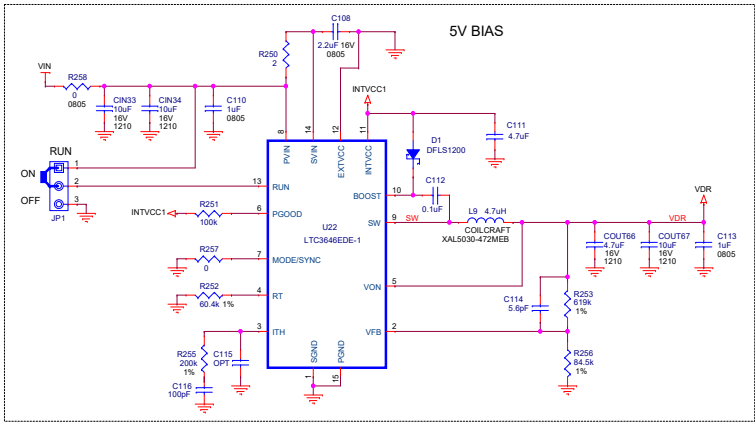 5V BIAS
C108
2.2uF 16V
0805
R250
2
VIN
R258
0
0805
CIN33
10uF
16V
1210
CIN34
10uF
16V
1210
C110
1uF
0805
INTVCC1
C111
4.7uF
D1
DFLS1200
8
14
12
11
PVIN
SVIN
EXTVCC
INTVCC
RUN
ON
OFF
1
2
3
JP1
13
RUN
INTVCC1
R251
100k
6
PGOOD
R257
0
7
MODE/SYNC
R252
60.4k 1%
4
RT
3
ITH
R255
200k
1%
C115
OPT
C116
100pF
U22
LTC3646EDE-1
SGND
PGND
1
15
BOOST
10
C112
0.1uF
SW
9
SW
L9 4.7uH
COILCRAFT
XAL5030-472MEB
VDR
VDR
COUT66
4.7uF
16V
1210
COUT67
10uF
16V
1210
C113
1uF
0805
VON
5
C114
5.6pF
R253
619k
1%
VFB
2
R256
84.5k
1%